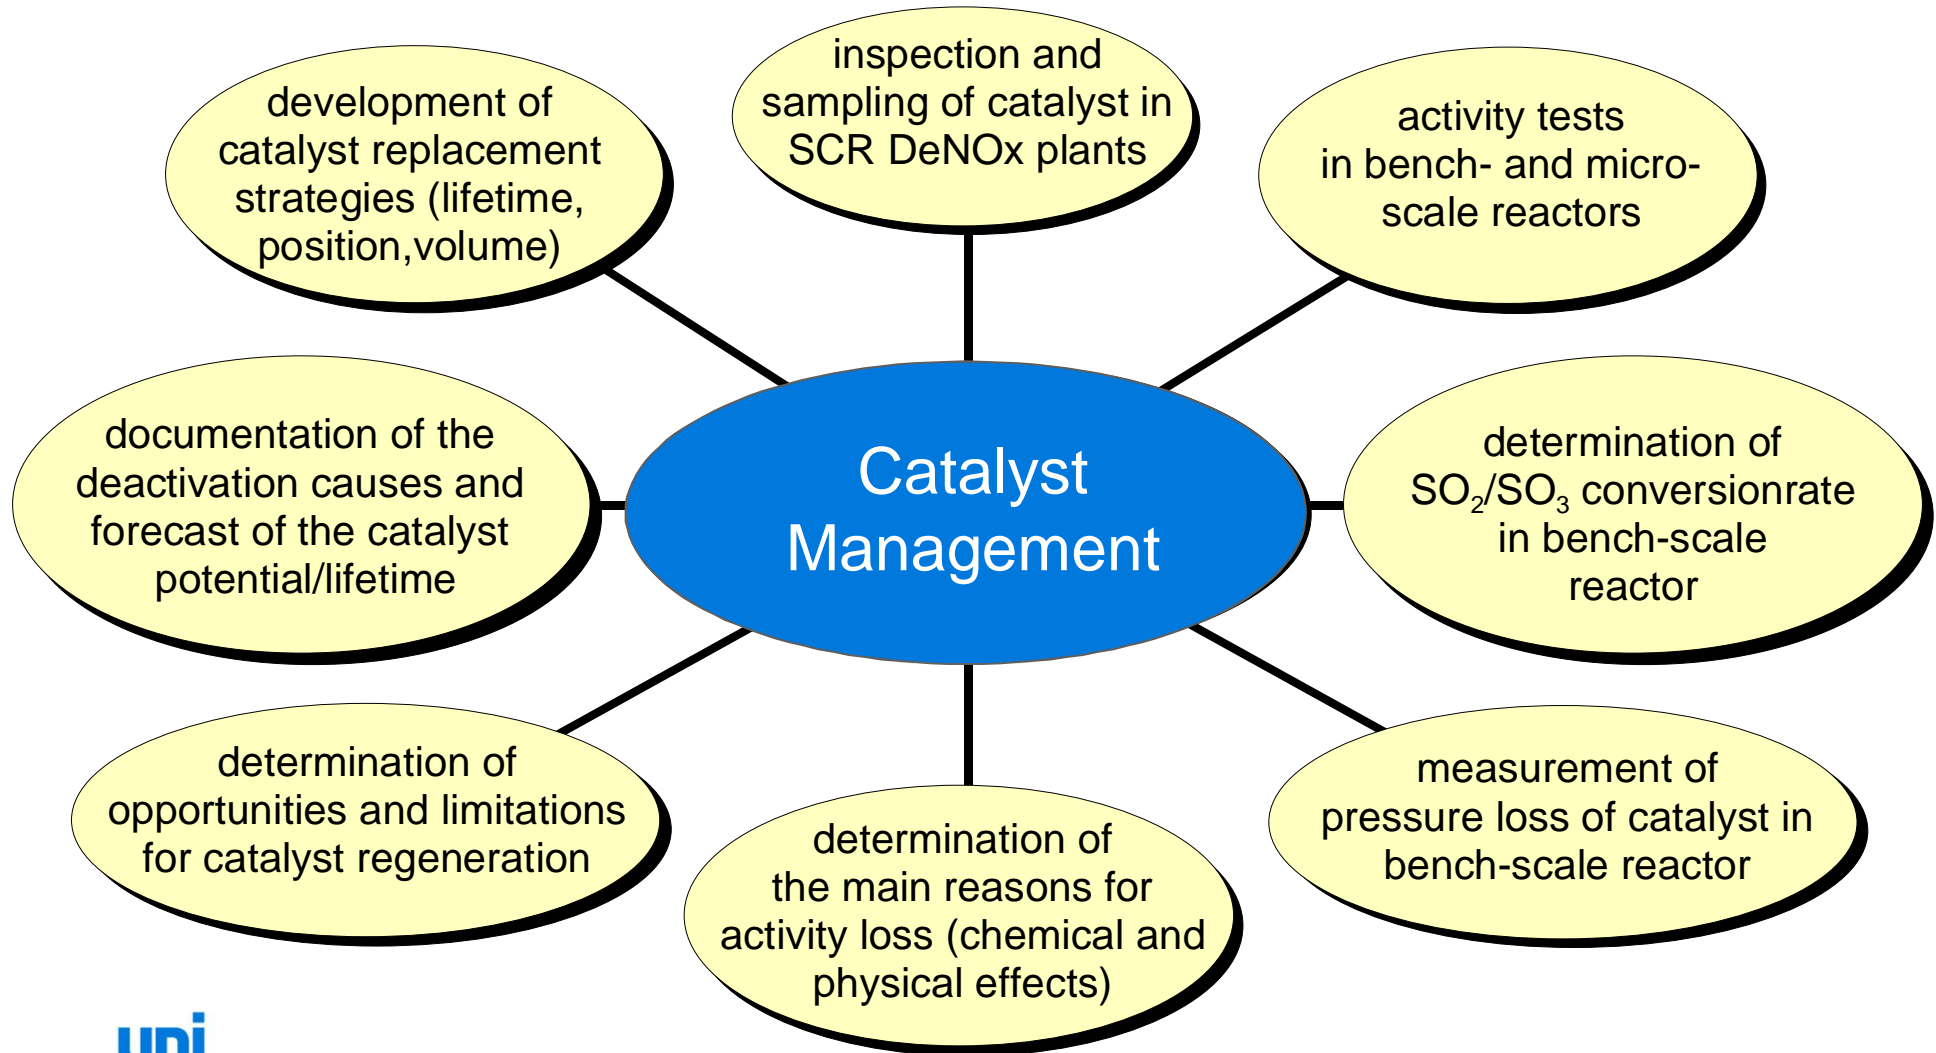 inspection and
sampling of catalyst in
SCR DeNOx plants
activity tests
in bench- and micro-
scale reactors
determination of
SO₂/SO₃ conversionrate
in bench-scale
reactor
measurement of
pressure loss of catalyst in
bench-scale reactor
determination of
the main reasons for
activity loss (chemical and
physical effects)
determination of
opportunities and limitations
for catalyst regeneration
documentation of the
deactivation causes and
forecast of the catalyst
potential/lifetime
development of
catalyst replacement
strategies (lifetime,
position,volume)
Catalyst
Management
uni